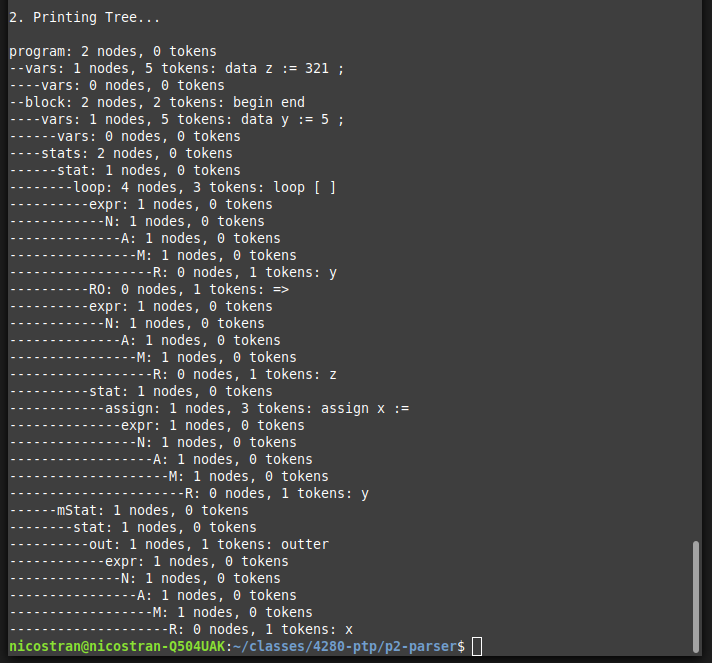 2. Printing Tree...
program: 2 nodes, 0 tokens
--vars: 1 nodes, 5 tokens: data z := 321 ;
----vars: 0 nodes, 0 tokens
--block: 2 nodes, 2 tokens: begin end
----vars: 1 nodes, 5 tokens: data y := 5 ;
------vars: 0 nodes, 0 tokens
----stats: 2 nodes, 0 tokens
------stat: 1 nodes, 0 tokens
--------loop: 4 nodes, 3 tokens: loop [ ]
----------expr: 1 nodes, 0 tokens
------------N: 1 nodes, 0 tokens
--------------A: 1 nodes, 0 tokens
----------------M: 1 nodes, 0 tokens
------------------R: 0 nodes, 1 tokens: y
----------RO: 0 nodes, 1 tokens: =>
----------expr: 1 nodes, 0 tokens
------------N: 1 nodes, 0 tokens
--------------A: 1 nodes, 0 tokens
----------------M: 1 nodes, 0 tokens
------------------R: 0 nodes, 1 tokens: z
----------stat: 1 nodes, 0 tokens
------------assign: 1 nodes, 3 tokens: assign x :=
--------------expr: 1 nodes, 0 tokens
----------------N: 1 nodes, 0 tokens
------------------A: 1 nodes, 0 tokens
--------------------M: 1 nodes, 0 tokens
----------------------R: 0 nodes, 1 tokens: y
------mStat: 1 nodes, 0 tokens
--------stat: 1 nodes, 0 tokens
----------out: 1 nodes, 1 tokens: outter
------------expr: 1 nodes, 0 tokens
--------------N: 1 nodes, 0 tokens
----------------A: 1 nodes, 0 tokens
------------------M: 1 nodes, 0 tokens
--------------------R: 0 nodes, 1 tokens: x
nicostran@nicostran-Q504UAK:~/classes/4280-ptp/p2-parser$